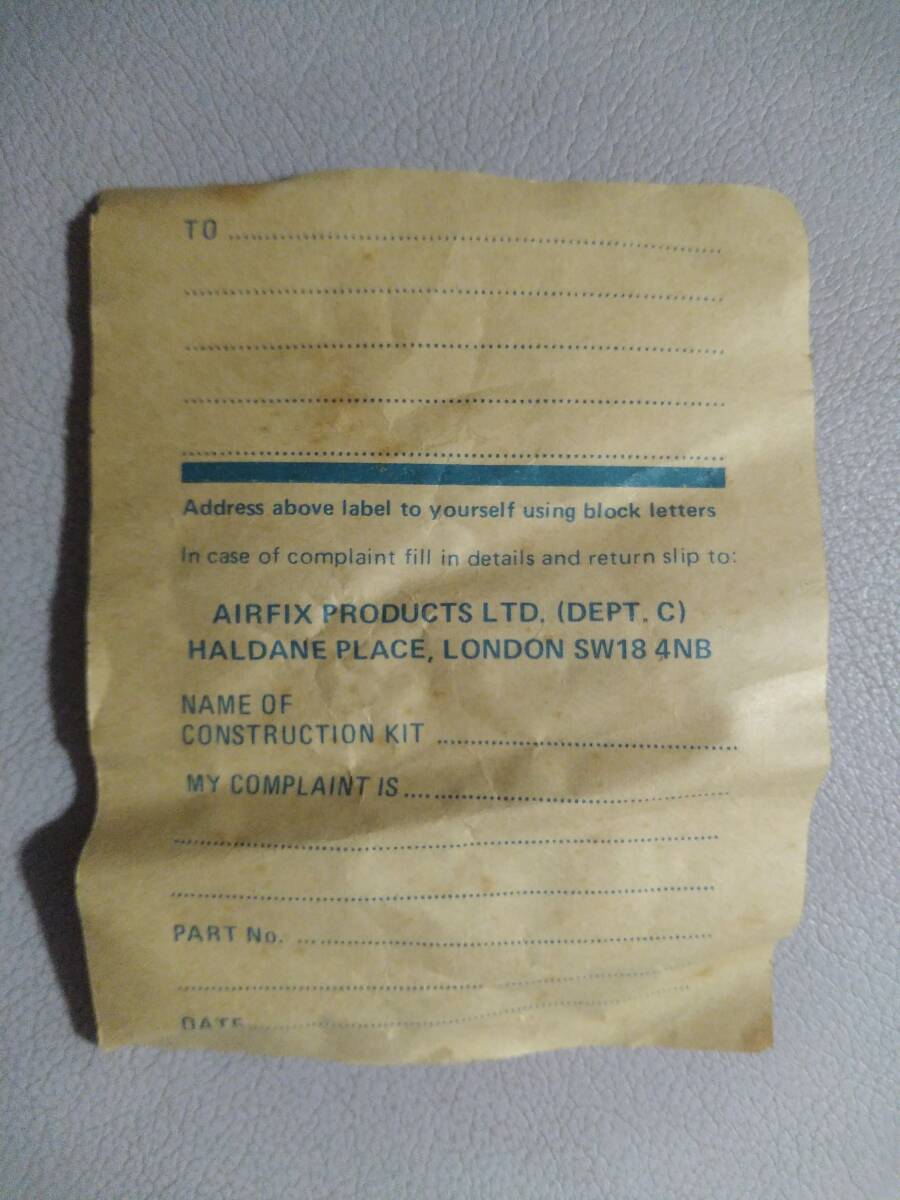 TO
Address above label to yourself using block letters
In case of complaint fill in details and return slip to:
AIRFIX PRODUCTS LTD. (DEPT. C)
HALDANE PLACE, LONDON SW18 4NB
NAME OF
CONSTRUCTION KIT
MY COMPLAINT IS
PART No.
DATE